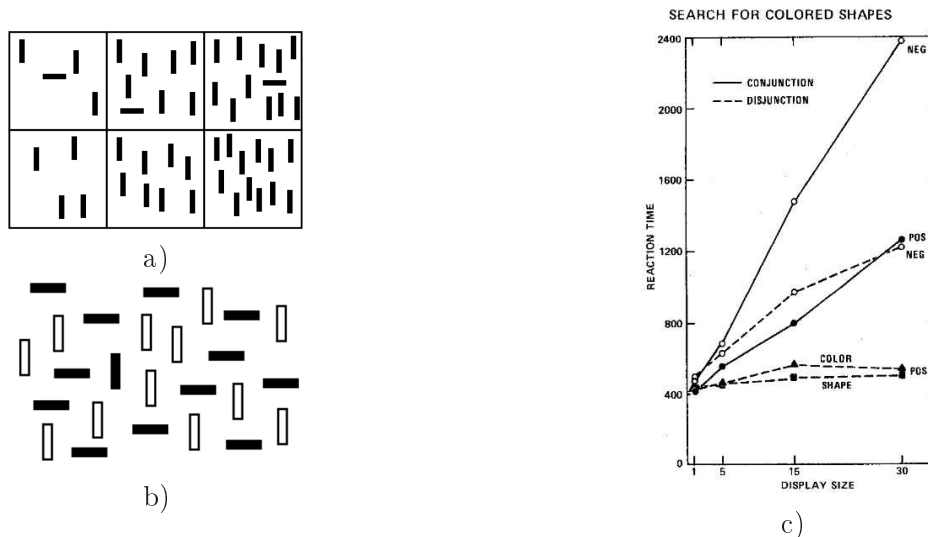 SEARCH FOR COLORED SHAPES
2400
NEG
CONJUNCTION
DISJUNCTION
2000
1600
REACTION TIME
1200
POS
NEG
800
COLOR
POS
SHAPE
400
0
1 5 15 30
DISPLAY SIZE
a)
b)
c)